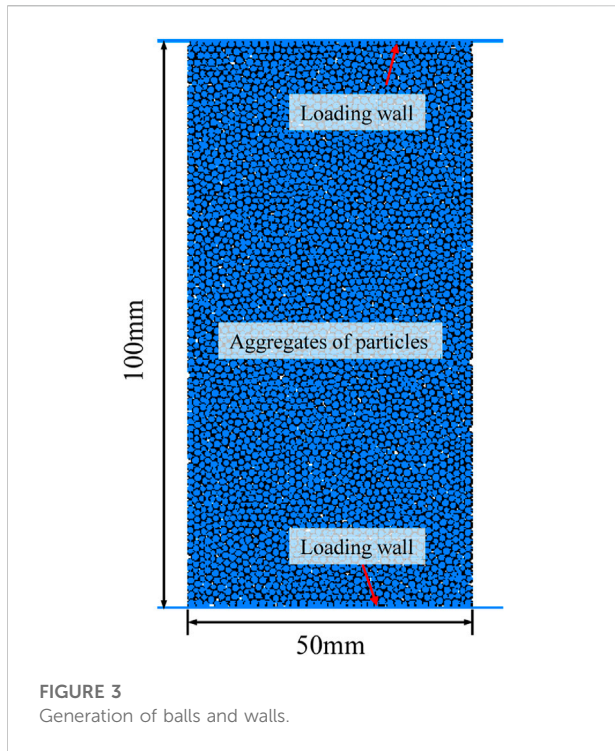 Loading wall
Aggregates of particles
100mm
Loading wall
50mm
FIGURE 3
Generation of balls and walls.